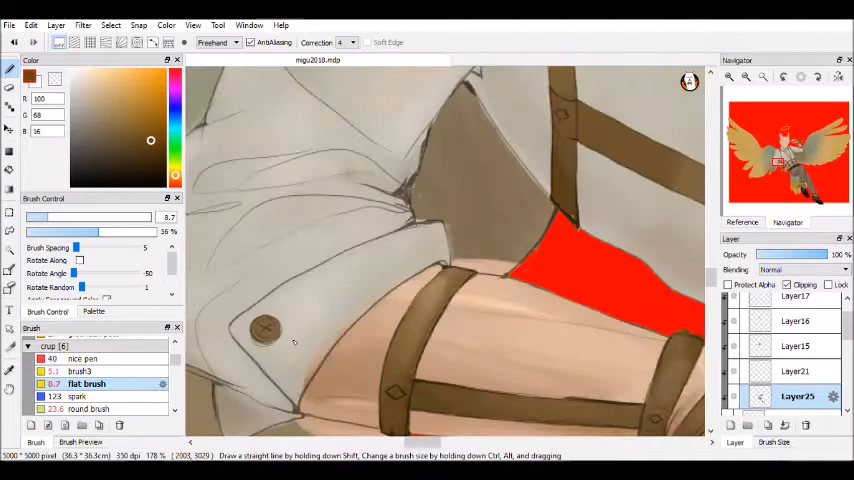 File Edit Layer Filter Select Snap Color View Tool Window Help
OFF Freehand AntiAliasing Correction 4 Soft Edge
Color
R 100
G 68
B 16
Brush Control
8.7
56 %
Brush Spacing 5
Rotate Along
Rotate Angle -50
Rotate Random 1
Apply Foreground Color
Brush Control Palette
Brush
crup [6]
40 nice pen
5.1 brush3
8.7 flat brush
123 spark
23.6 round brush
Brush Brush Preview
migu2018.mdp
Navigator
Reference Navigator
Layer
Opacity 100 %
Blending Normal
Protect Alpha Clipping Lock
Layer17
Layer16
Layer15
Layer21
Layer25
Layer Brush Size
5000 * 5000 pixel (36.3 * 36.3cm) 350 dpi 178 % ( 2003, 3029 ) Draw a straight line by holding down Shift, Change a brush size by holding down Ctrl, Alt, and dragging